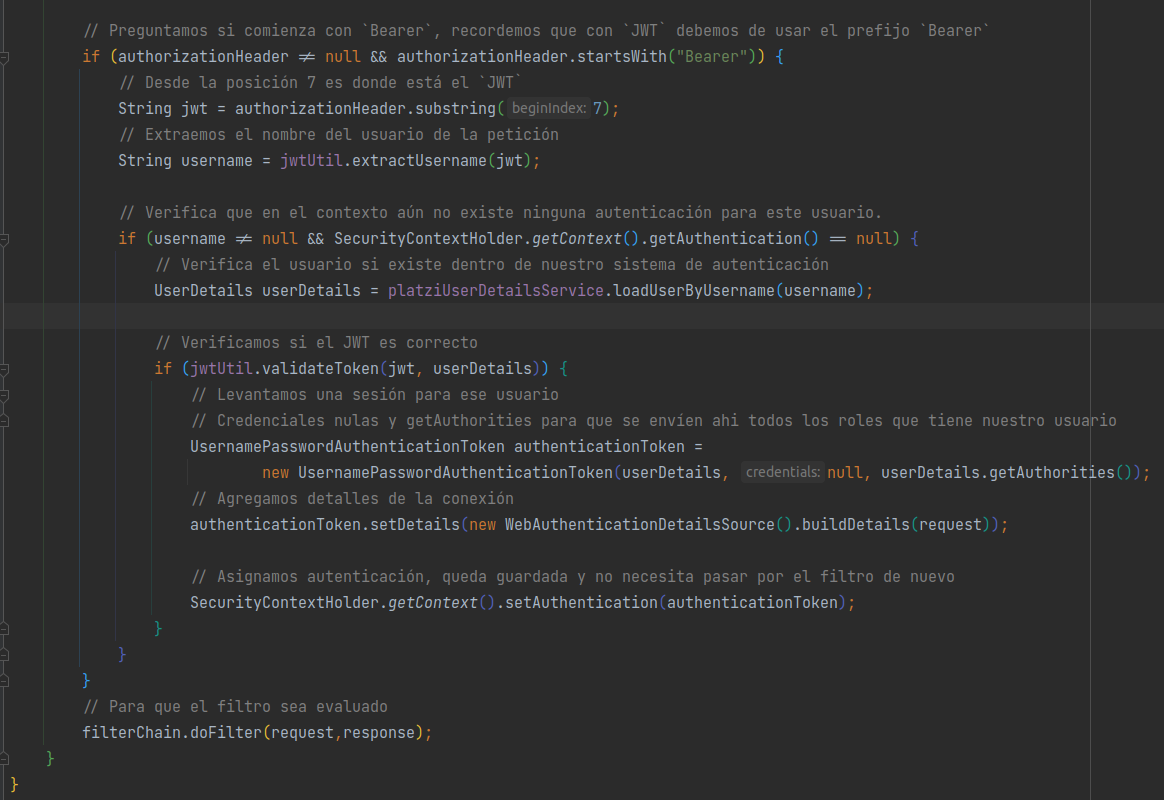 // Preguntamos si comienza con `Bearer`, recordemos que con `JWT` debemos de usar el prefijo `Bearer`
if (authorizationHeader != null && authorizationHeader.startsWith("Bearer")) {
// Desde la posición 7 es donde está el `JWT`
String jwt = authorizationHeader.substring( beginIndex: 7);
// Extraemos el nombre del usuario de la petición
String username = jwtUtil.extractUsername(jwt);
// Verifica que en el contexto aún no existe ninguna autenticación para este usuario.
if (username != null && SecurityContextHolder.getContext().getAuthentication() == null) {
// Verifica el usuario si existe dentro de nuestro sistema de autenticación
UserDetails userDetails = platziUserDetailsService.loadUserByUsername(username);
// Verificamos si el JWT es correcto
if (jwtUtil.validateToken(jwt, userDetails)) {
// Levantamos una sesión para ese usuario
// Credenciales nulas y getAuthorities para que se envíen ahi todos los roles que tiene nuestro usuario
UsernamePasswordAuthenticationToken authenticationToken =
new UsernamePasswordAuthenticationToken(userDetails, credentials: null, userDetails.getAuthorities());
// Agregamos detalles de la conexión
authenticationToken.setDetails(new WebAuthenticationDetailsSource().buildDetails(request));
// Asignamos autenticación, queda guardada y no necesita pasar por el filtro de nuevo
SecurityContextHolder.getContext().setAuthentication(authenticationToken);
}
}
}
// Para que el filtro sea evaluado
filterChain.doFilter(request,response);
}
}